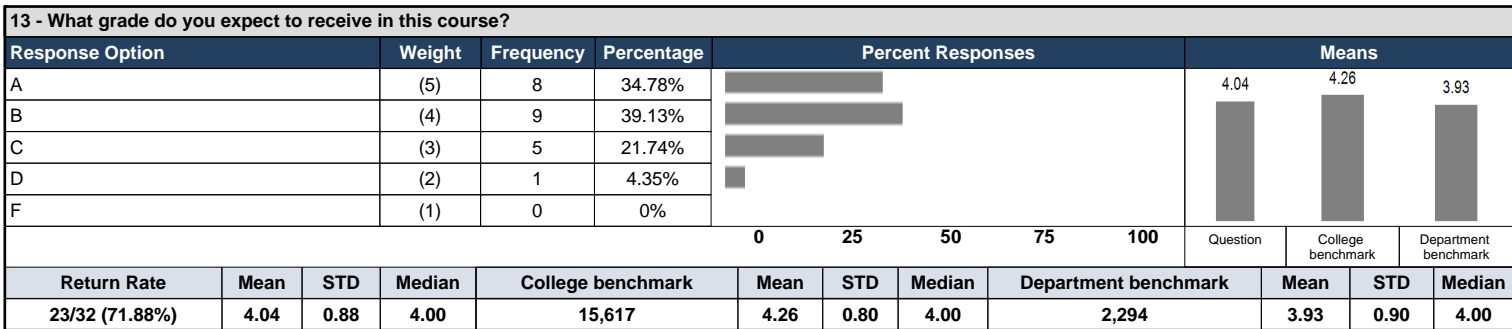 13 - What grade do you expect to receive in this course?
Response Option Weight Frequency Percentage Percent Responses Means
A (5) 8 34.78%
B (4) 9 39.13%
C (3) 5 21.74%
D (2) 1 4.35%
F (1) 0 0%
4.04 4.26 3.93
0 25 50 75 100
Question College benchmark Department benchmark
Return Rate Mean STD Median College benchmark Mean STD Median Department benchmark Mean STD Median
23/32 (71.88%) 4.04 0.88 4.00 15,617 4.26 0.80 4.00 2,294 3.93 0.90 4.00